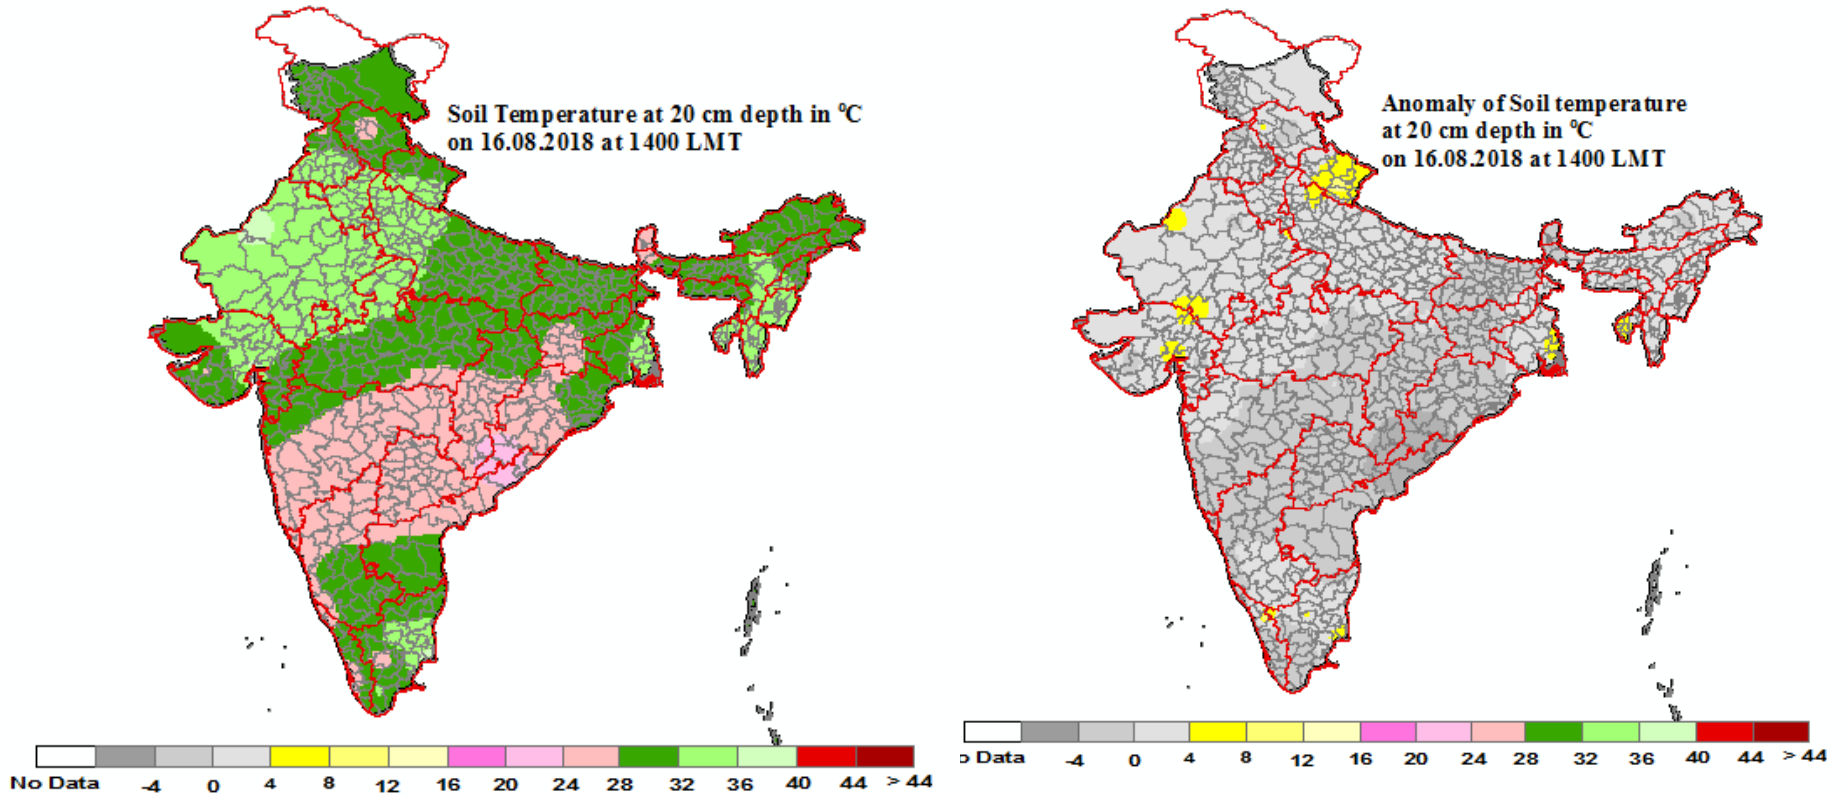 Soil Temperature at 20 cm depth in ⁰C
on 16.08.2018 at 1400 LMT
Anomaly of Soil temperature
at 20 cm depth in ⁰C
on 16.08.2018 at 1400 LMT
No Data -4 0 4 8 12 16 20 24 28 32 36 40 44 > 44
o Data -4 0 4 8 12 16 20 24 28 32 36 40 44 > 44